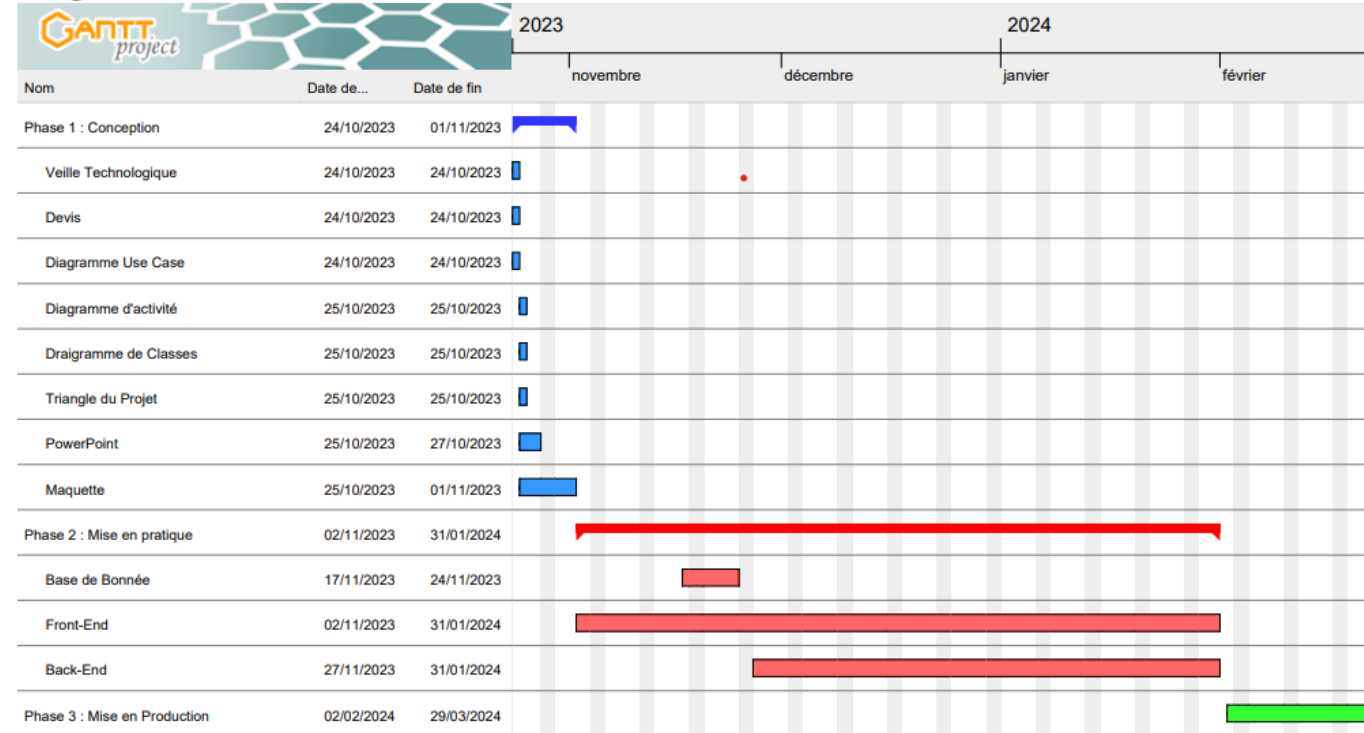 GANTT project
2023 2024
novembre décembre janvier février
Nom Date de... Date de fin
Phase 1 : Conception 24/10/2023 01/11/2023
Veille Technologique 24/10/2023 24/10/2023
Devis 24/10/2023 24/10/2023
Diagramme Use Case 24/10/2023 24/10/2023
Diagramme d'activité 25/10/2023 25/10/2023
Draigramme de Classes 25/10/2023 25/10/2023
Triangle du Projet 25/10/2023 25/10/2023
PowerPoint 25/10/2023 27/10/2023
Maquette 25/10/2023 01/11/2023
Phase 2 : Mise en pratique 02/11/2023 31/01/2024
Base de Bonnée 17/11/2023 24/11/2023
Front-End 02/11/2023 31/01/2024
Back-End 27/11/2023 31/01/2024
Phase 3 : Mise en Production 02/02/2024 29/03/2024